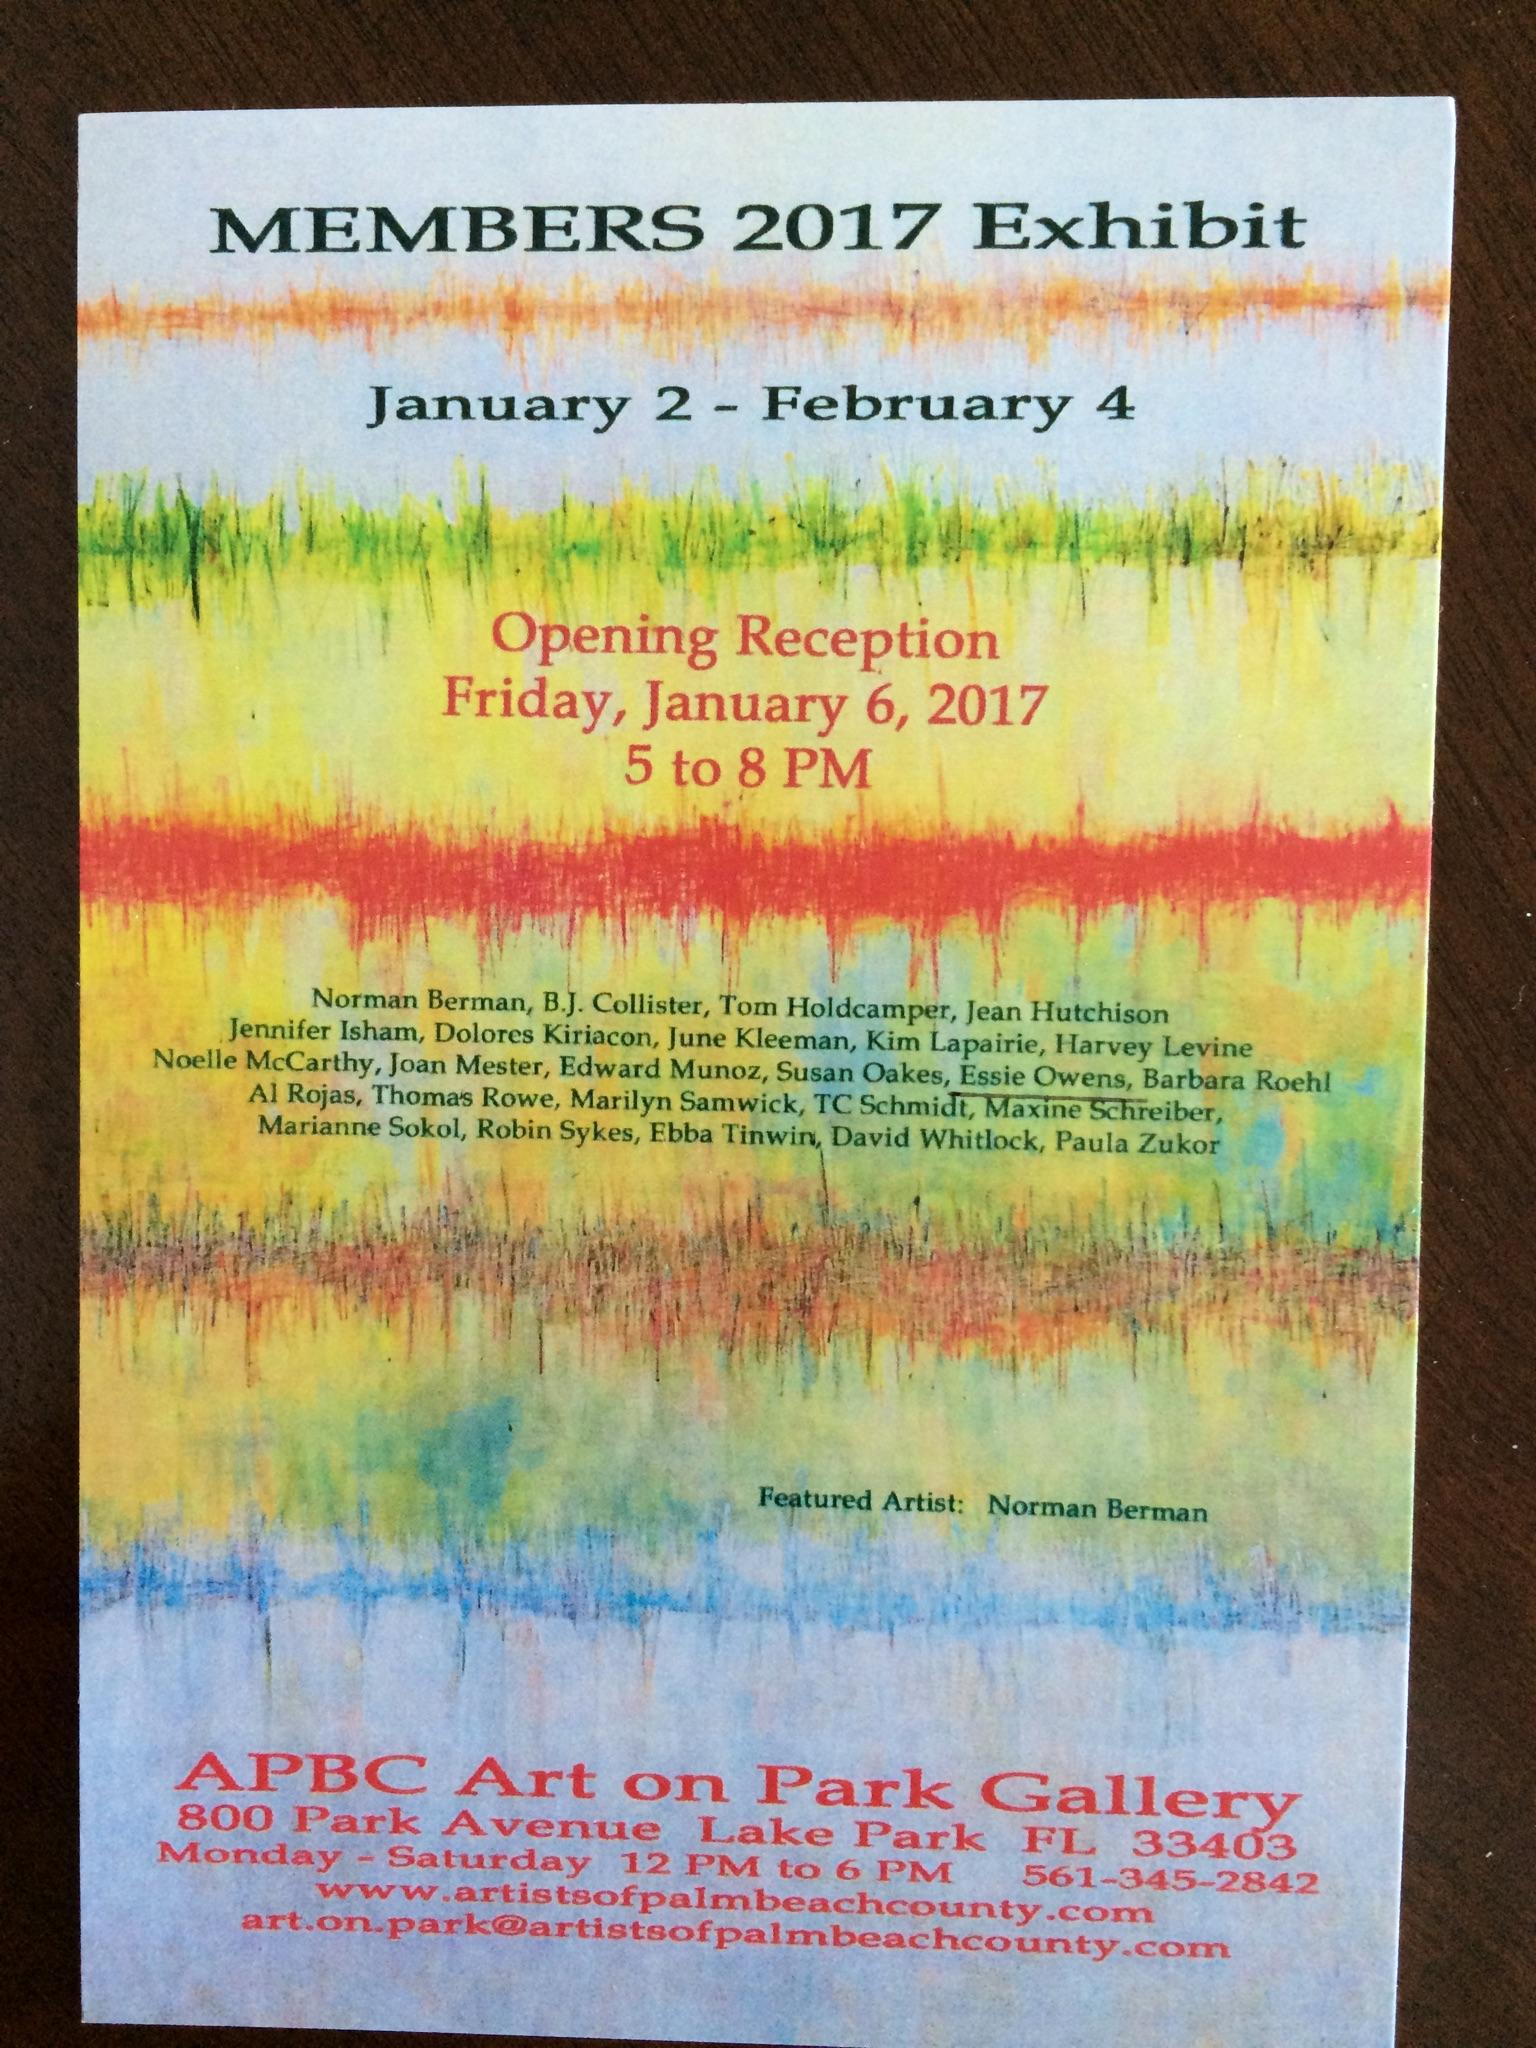 MEMBERS 2017 Exhibit
January 2 - February 4
Opening Reception
Friday, January 6, 2017
5 to 8 PM
Norman Berman, B.J. Collister, Tom Holdcamper, Jean Hutchison
Jennifer Isham, Dolores Kiriacon, June Kleeman, Kim Lapairie, Harvey Levine
Noelle McCarthy, Joan Mester, Edward Munoz, Susan Oakes, Essie Owens, Barbara Roehl
Al Rojas, Thomas Rowe, Marilyn Samwick, TC Schmidt, Maxine Schreiber,
Marianne Sokol, Robin Sykes, Ebba Tinwin, David Whitlock, Paula Zukor
Featured Artist: Norman Berman
APBC Art on Park Gallery
800 Park Avenue Lake Park FL 33403
Monday - Saturday 12 PM to 6 PM 561-345-2842
www.artistsofpalmbeachcounty.com
art.on.park@artistsofpalmbeachcounty.com